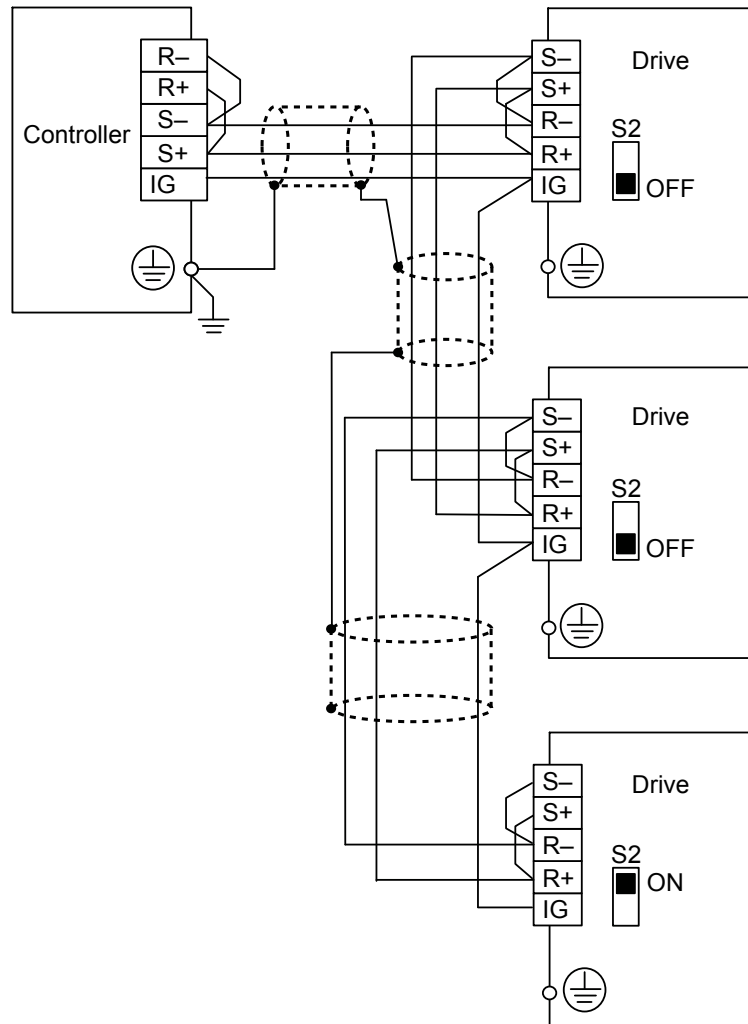 Controller
R–
R+
S–
S+
IG
S–
S+
R–
R+
IG
Drive
S2
OFF
S–
S+
R–
R+
IG
Drive
S2
OFF
S–
S+
R–
R+
IG
Drive
S2
ON